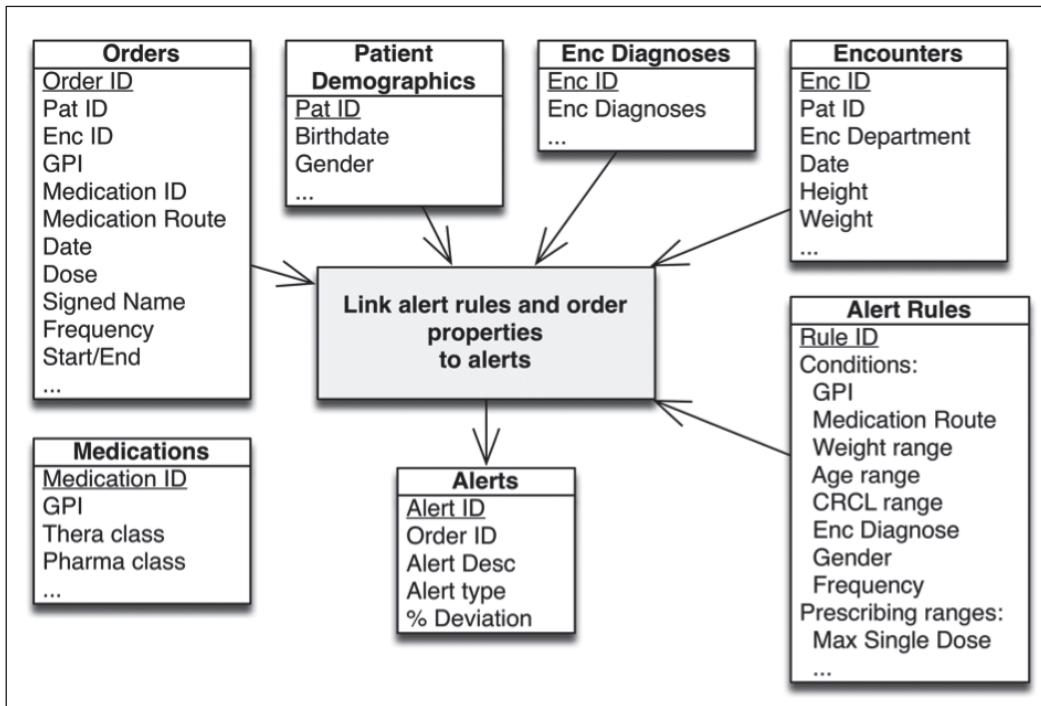 Orders
Order ID
Pat ID
Enc ID
GPI
Medication ID
Medication Route
Date
Dose
Signed Name
Frequency
Start/End
...
Patient
Demographics
Pat ID
Birthdate
Gender
...
Enc Diagnoses
Enc ID
Enc Diagnoses
...
Encounters
Enc ID
Pat ID
Enc Department
Date
Height
Weight
...
Link alert rules and order
properties
to alerts
Medications
Medication ID
GPI
Thera class
Pharma class
...
Alerts
Alert ID
Order ID
Alert Desc
Alert type
% Deviation
Alert Rules
Rule ID
Conditions:
GPI
Medication Route
Weight range
Age range
CRCL range
Enc Diagnose
Gender
Frequency
Prescribing ranges:
Max Single Dose
...